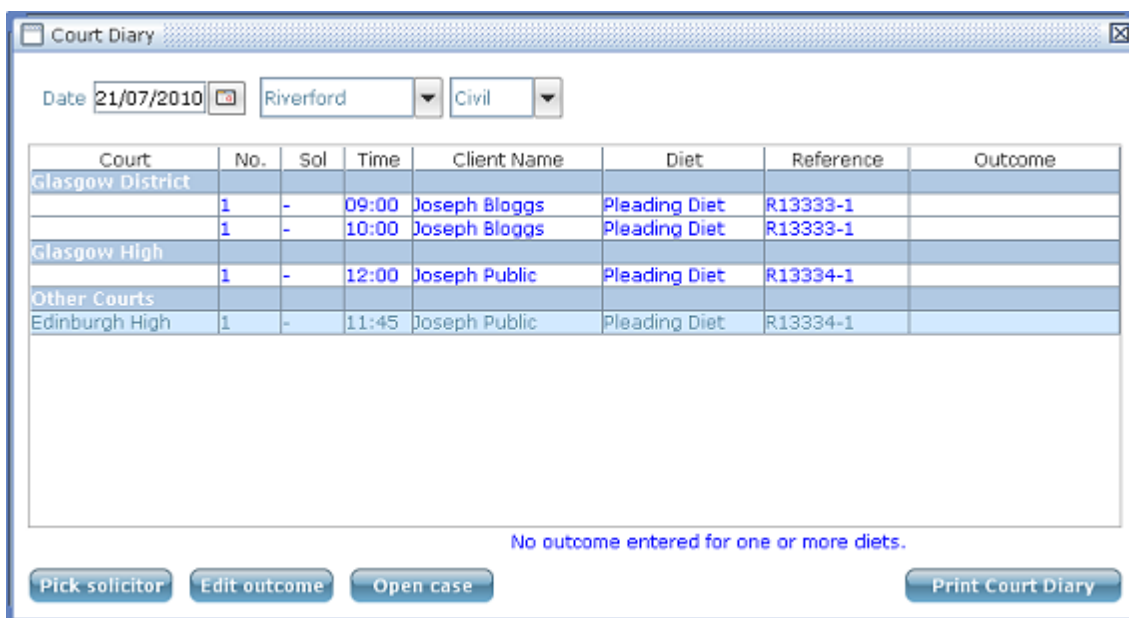 Court Diary
Date 21/07/2010 Riverford Civil
Court No. Sol Time Client Name Diet Reference Outcome
Glasgow District
1 - 09:00 Joseph Bloggs Pleading Diet R13333-1
1 - 10:00 Joseph Bloggs Pleading Diet R13333-1
Glasgow High
1 - 12:00 Joseph Public Pleading Diet R13334-1
Other Courts
Edinburgh High 1 - 11:45 Joseph Public Pleading Diet R13334-1
No outcome entered for one or more diets.
Pick solicitor Edit outcome Open case Print Court Diary